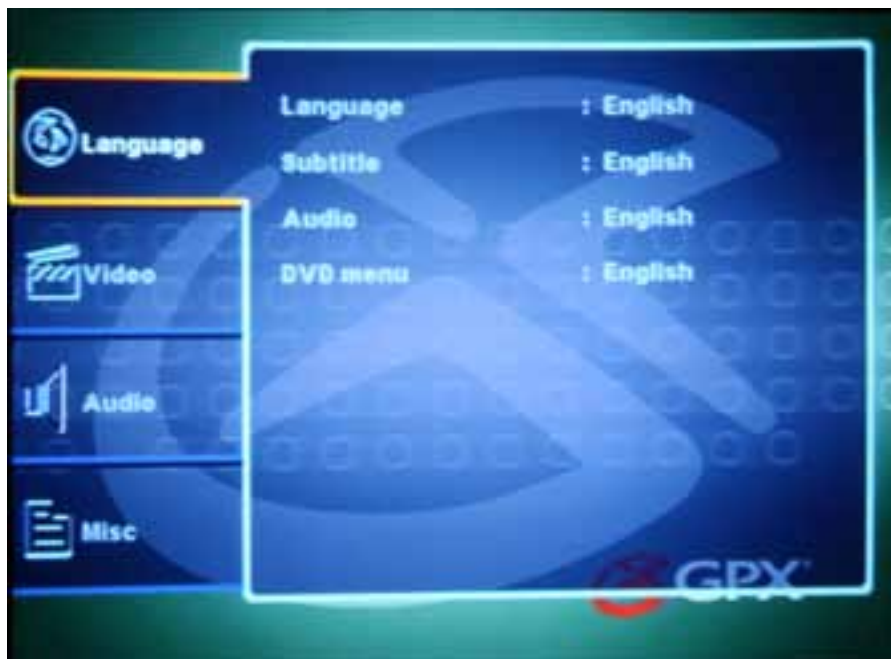 Language
Video
Audio
Misc
Language : English
Subtitle : English
Audio : English
DVD menu : English
GPX